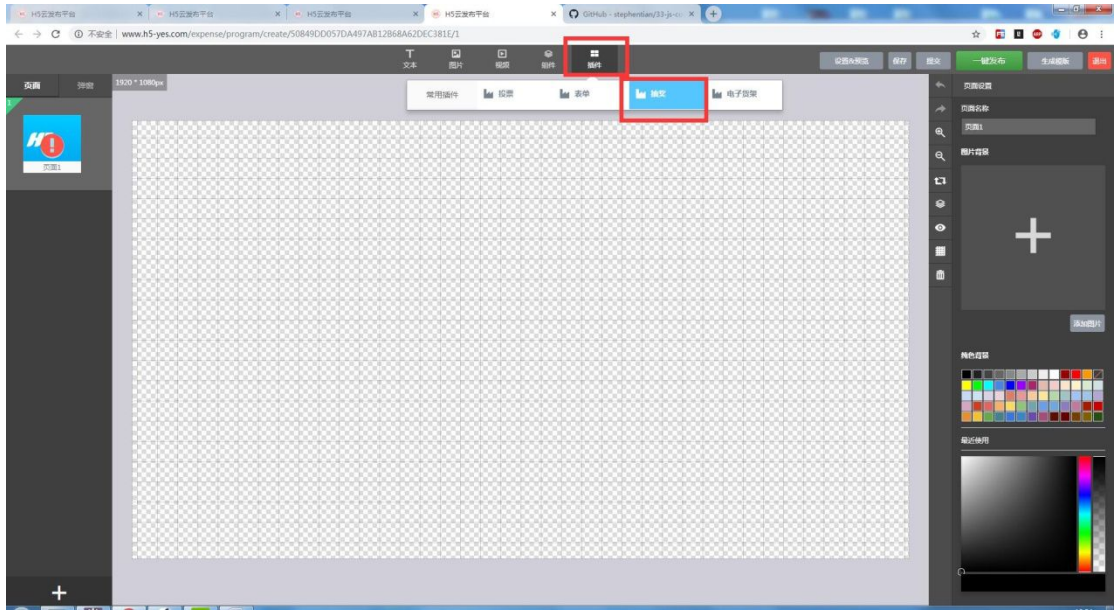 H5云发布平台
H5云发布平台
H5云发布平台
H5云发布平台
GitHub - stephentian/33-js-co
不安全 | www.h5-yes.com/expense/program/create/
文本
图片
视频
组件
插件
设置&预览
保存
提交
一键发布
生成模版
退出
页面
弹窗
1920 * 1080px
常用插件
投票
表单
抽奖
电子货架
页面设置
页面名称
页面1
图片背景
添加图片
纯色背景
最近使用
1
页面1